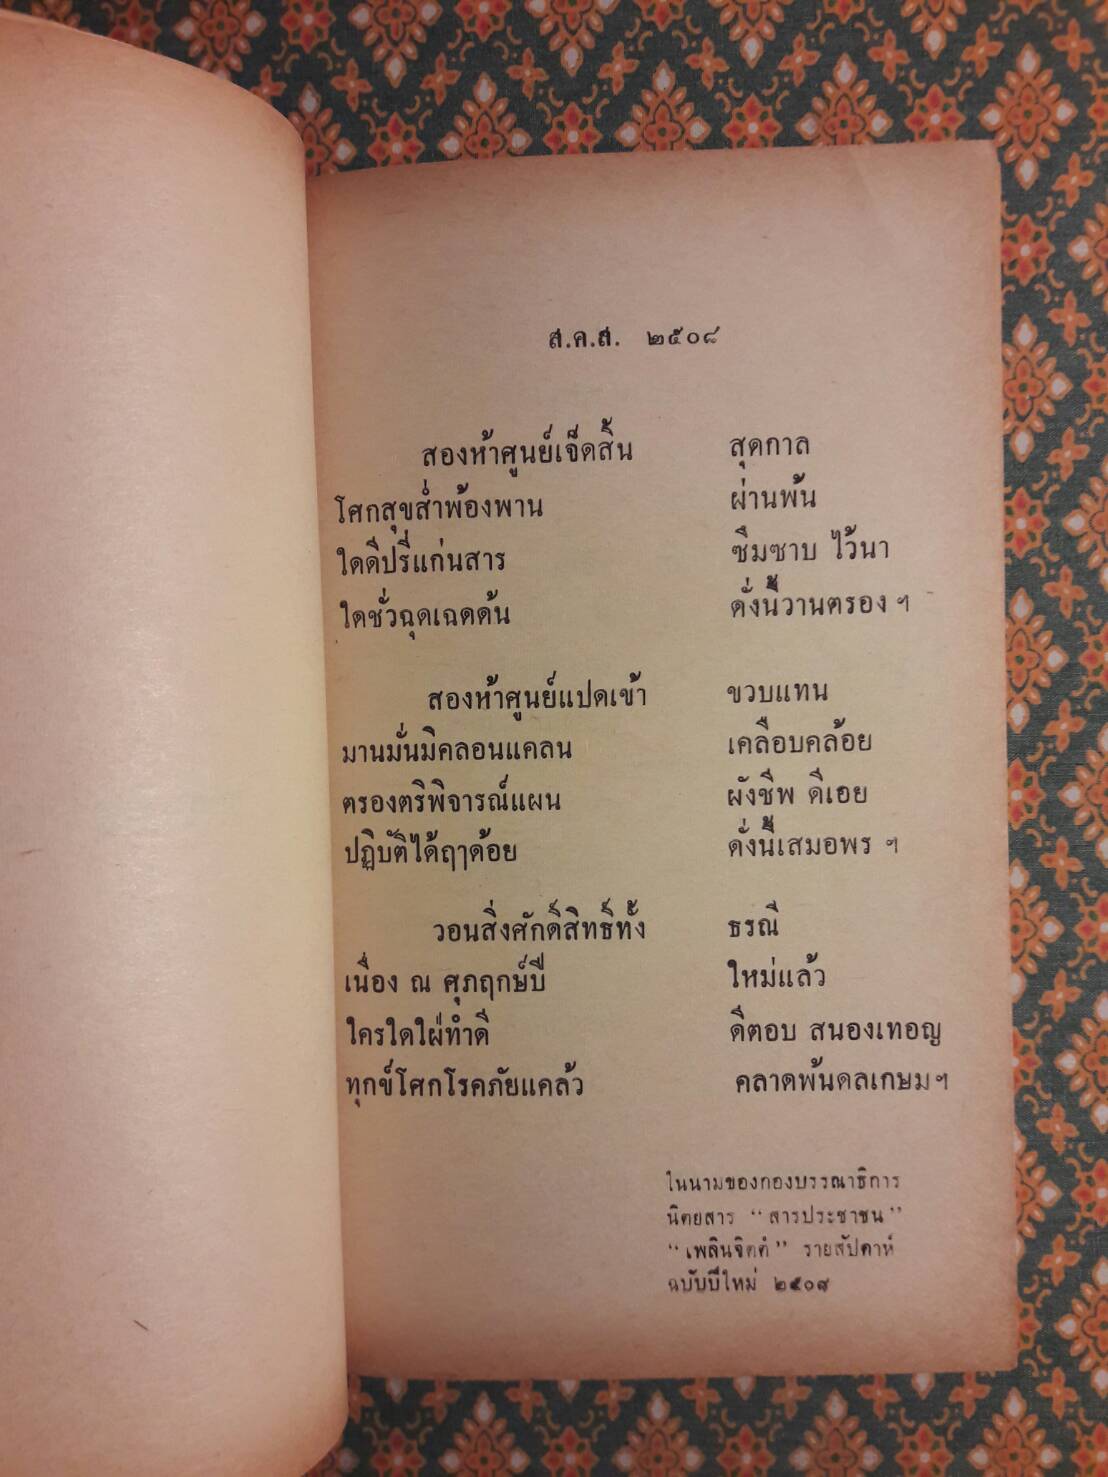 ส.ค.ส. ๒๕๐๘
สองห้าศูนย์เจ็ดสิ้น สุดกาล
โศกสุขส่ำพ้องพาน ผ่านพ้น
ใดดีปรี่แก่นสาร ซึมซาบ ไว้นา
ใดชั่วฉุดเฉดด้น ดั่งนี้วานตรอง ฯ
สองห้าศูนย์แปดเข้า ขวบแทน
มานมั่นมิคลอนแคลน เคลือบคล้อย
ตรองตริพิจารณ์แผน ผังชีพ ดีเอย
ปฏิบัติได้ฤๅด้อย ดั่งนี้เสมอพร ฯ
วอนสิ่งศักดิ์สิทธิ์ทั้ง ธรณี
เนื่อง ณ ศุภฤกษ์ปี ใหม่แล้ว
ใครใดใผ่ทำดี ดีตอบ สนองเทอญ
ทุกข์โศกโรคภัยแคล้ว คลาดพ้นดลเกษมฯ
ในนามของกองบรรณาธิการ
นิตยสาร “สารประชาชน”
“เพลินจิตต์” รายสัปดาห์
ฉบับปีใหม่ ๒๕๐๘